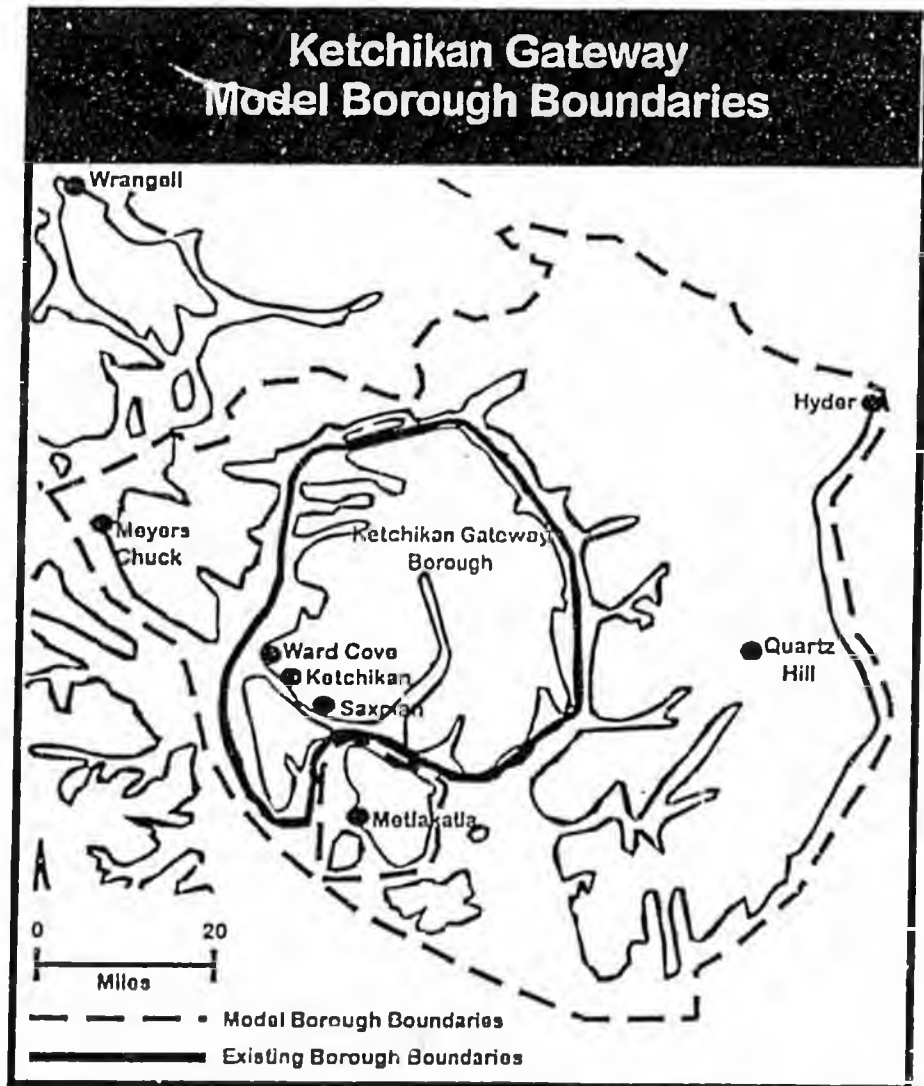 Ketchikan Gateway
Model Borough Boundaries
Wrangell
Hyder
Meyers
Chuck
Ketchikan Gateway
Borough
Ward Cove
Ketchikan
Saxman
Quartz
Hill
Metlakatla
0 20
Miles
Model Borough Boundaries
Existing Borough Boundaries